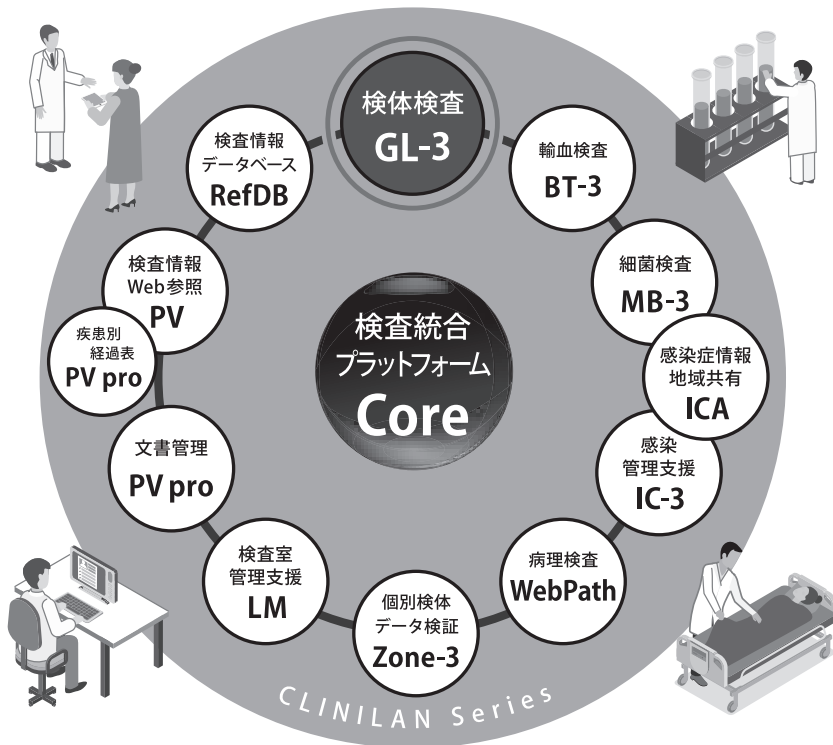 検体検査
GL-3
輸血検査
BT-3
細菌検査
MB-3
感染症情報
地域共有
ICA
感染
管理支援
IC-3
病理検査
WebPath
個別検体
データ検証
Zone-3
検査室
管理支援
LM
文書管理
PV pro
疾患別
経過表
PV pro
検査情報
Web参照
PV
検査情報
データベース
RefDB
検査統合
プラットフォーム
Core
CLINILAN Series